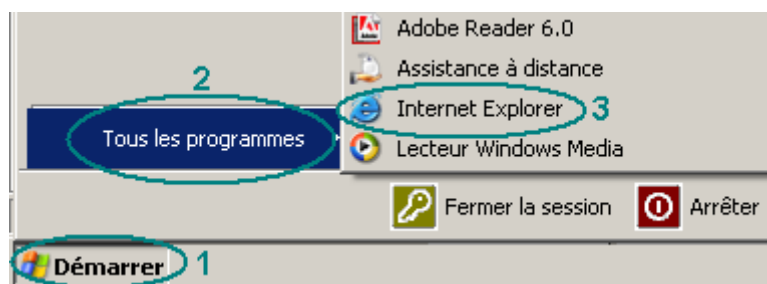 Adobe Reader 6.0
2
Assistance à distance
Internet Explorer 3
Tous les programmes
Lecteur Windows Media
Fermer la session Arrêter
Démarrer 1